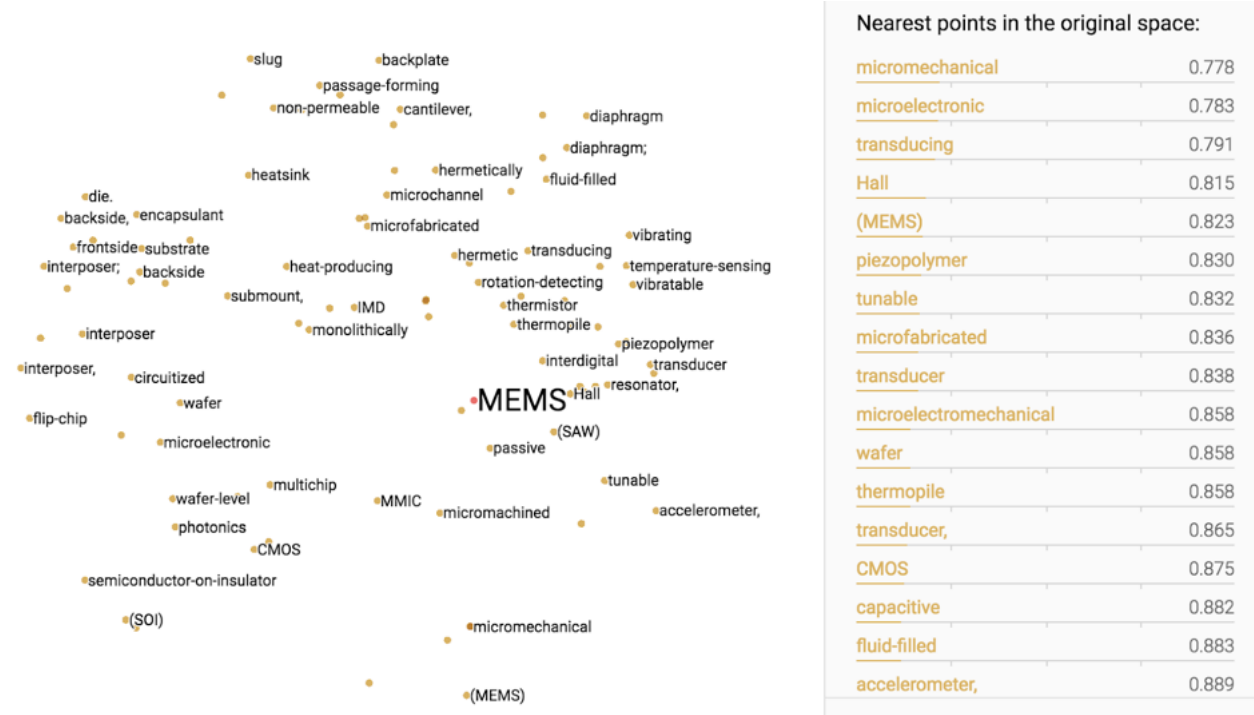 slug
backplate
passage-forming
non-permeable
cantilever,
diaphragm
diaphragm;
hermetically
heatsink
fluid-filled
microchannel
die.
backside,
encapsulant
microfabricated
vibrating
frontside
substrate
hermetic
transducing
interposer;
backside
heat-producing
temperature-sensing
rotation-detecting
vibratable
submount,
IMD
thermistor
monolithically
thermopile
interposer
piezopolymer
interdigital
transducer
interposer,
circuitized
resonator,
MEMS
Hall
wafer
flip-chip
(SAW)
microelectronic
passive
tunable
multichip
wafer-level
MMIC
micromachined
accelerometer,
photonics
CMOS
semiconductor-on-insulator
(SOI)
micromechanical
(MEMS)
Nearest points in the original space:
micromechanical 0.778
microelectronic 0.783
transducing 0.791
Hall 0.815
(MEMS) 0.823
piezopolymer 0.830
tunable 0.832
microfabricated 0.836
transducer 0.838
microelectromechanical 0.858
wafer 0.858
thermopile 0.858
transducer, 0.865
CMOS 0.875
capacitive 0.882
fluid-filled 0.883
accelerometer, 0.889